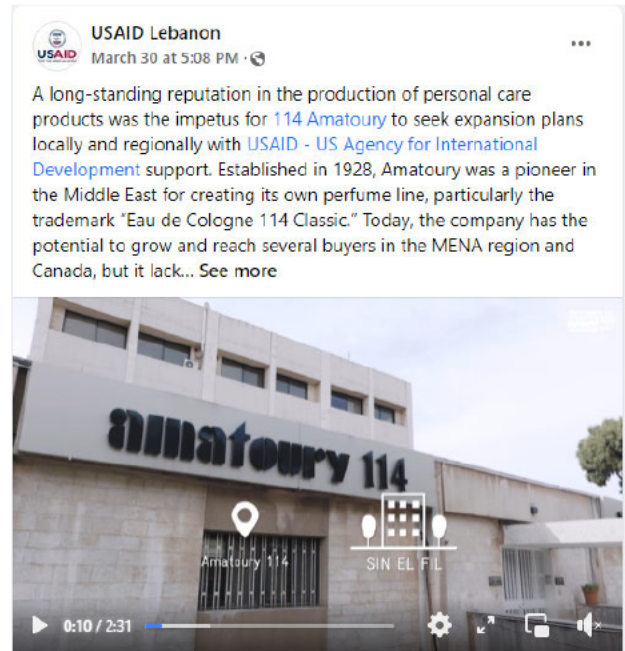 USAID
USAID Lebanon
March 30 at 5:08 PM ·
A long-standing reputation in the production of personal care
products was the impetus for 114 Amatoury to seek expansion plans
locally and regionally with USAID - US Agency for International
Development support. Established in 1928, Amatoury was a pioneer in
the Middle East for creating its own perfume line, particularly the
trademark "Eau de Cologne 114 Classic." Today, the company has the
potential to grow and reach several buyers in the MENA region and
Canada, but it lack... See more
amatoury 114
Amatoury 114
SIN EL FIL
0:10 / 2:31